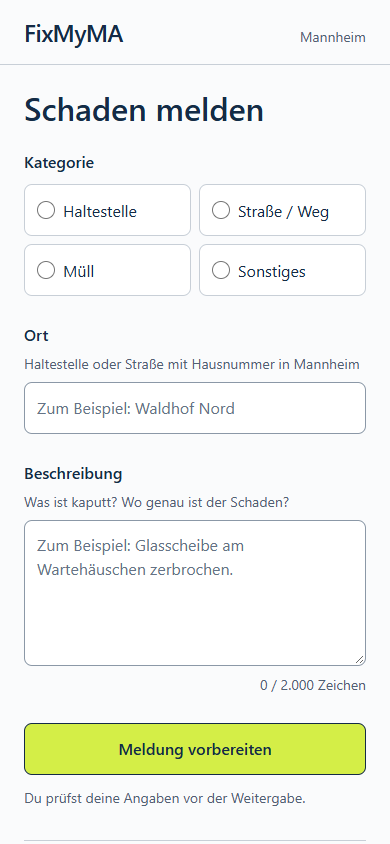 FixMyMA
Mannheim
Schaden melden
Kategorie
Haltestelle
Straße / Weg
Müll
Sonstiges
Ort
Haltestelle oder Straße mit Hausnummer in Mannheim
Zum Beispiel: Waldhof Nord
Beschreibung
Was ist kaputt? Wo genau ist der Schaden?
Zum Beispiel: Glasscheibe am
Wartehäuschen zerbrochen.
0 / 2.000 Zeichen
Meldung vorbereiten
Du prüfst deine Angaben vor der Weitergabe.